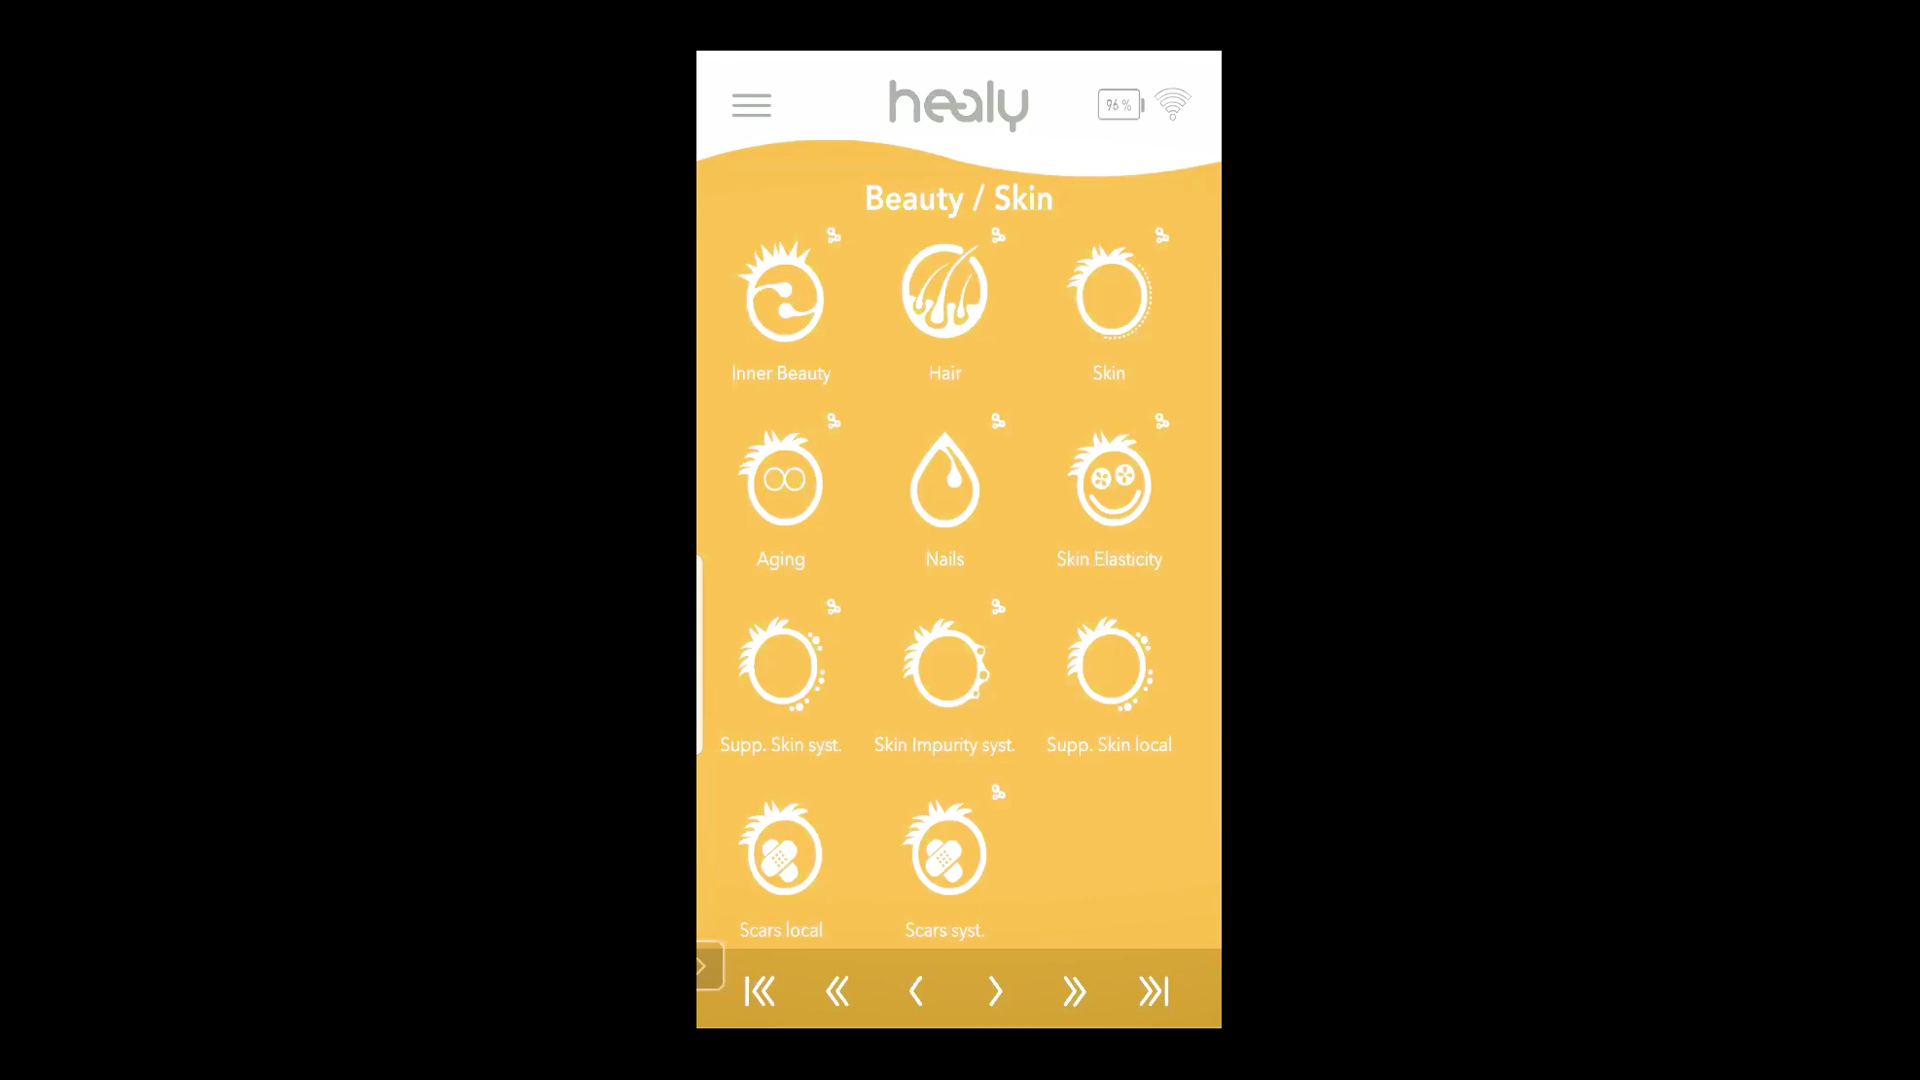 healy
96 %
Beauty / Skin
Inner Beauty
Hair
Skin
Aging
Nails
Skin Elasticity
Supp. Skin syst.
Skin Impurity syst.
Supp. Skin local
Scars local
Scars syst.